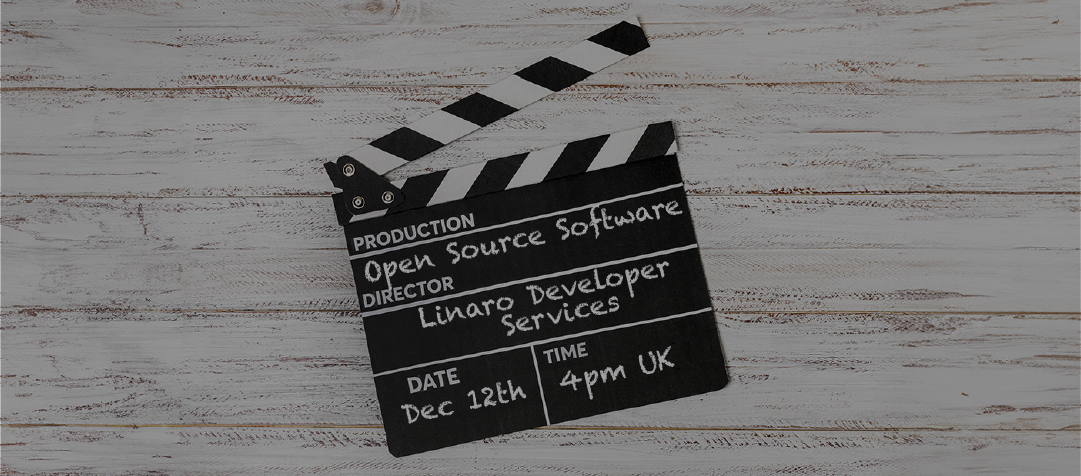 PRODUCTION
Open Source Software
DIRECTOR
Linaro Developer
Services
DATE
Dec 12th
TIME
4pm UK